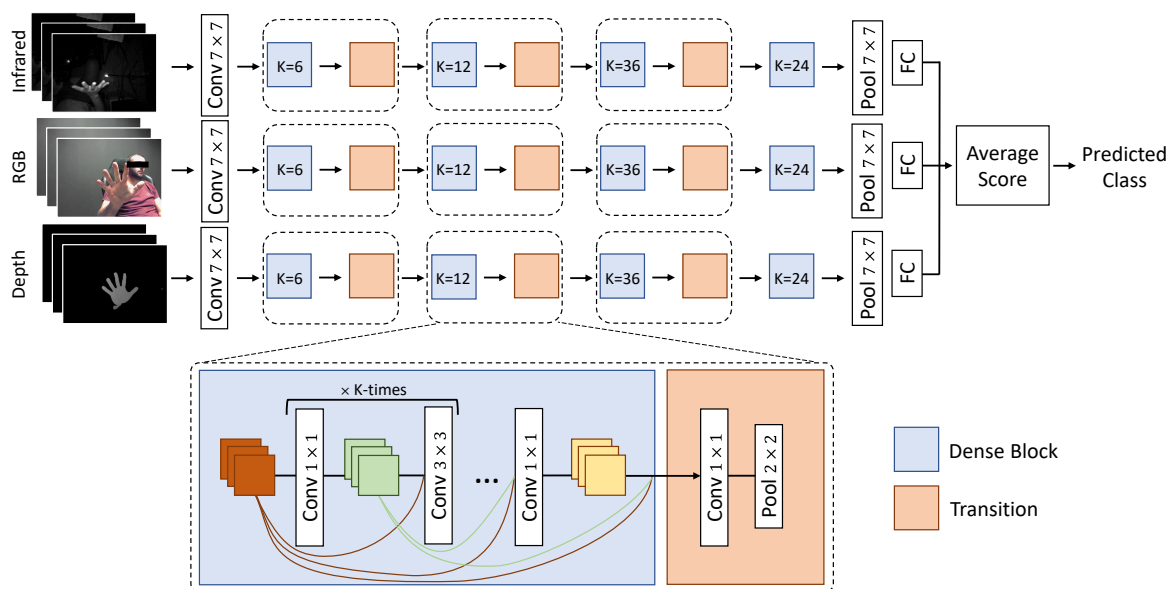 Infrared
Conv 7 × 7
K=6
K=12
K=36
K=24
Pool 7 × 7
FC
RGB
Conv 7 × 7
K=6
K=12
K=36
K=24
Pool 7 × 7
FC
Average
Score
Predicted
Class
Depth
Conv 7 × 7
K=6
K=12
K=36
K=24
Pool 7 × 7
FC
× K-times
Conv 1 × 1
Conv 3 × 3
...
Conv 1 × 1
Conv 1 × 1
Pool 2 × 2
Dense Block
Transition